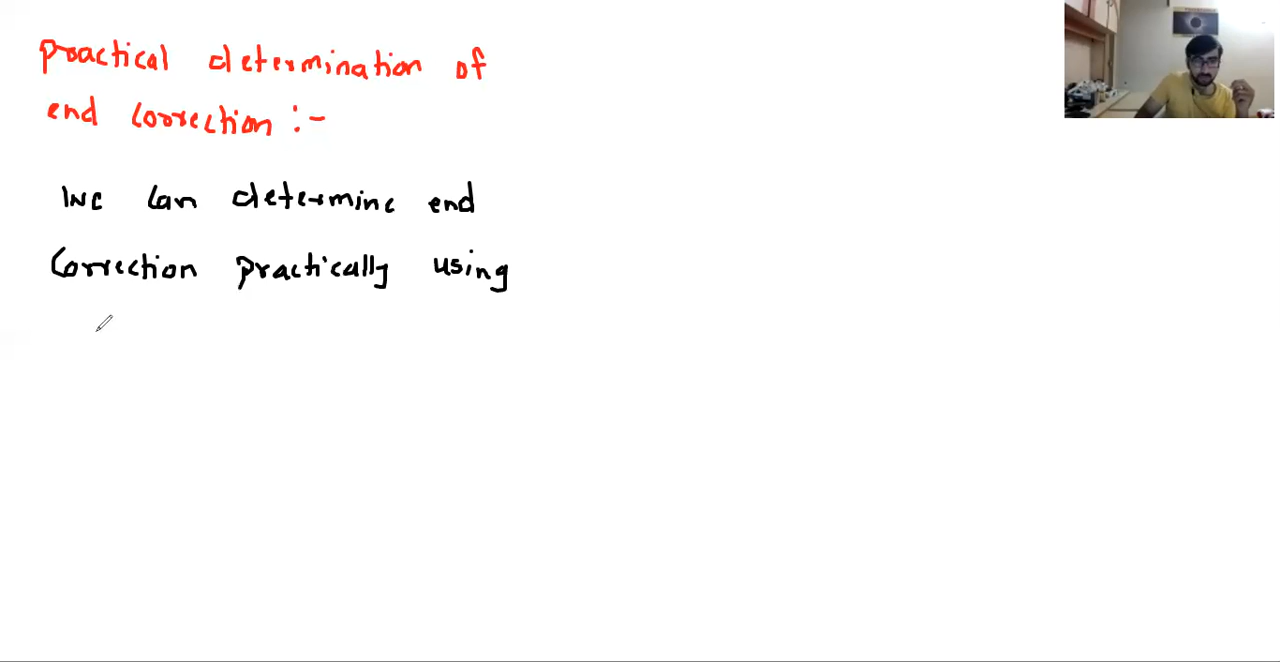 Practical determination of
end correction :-
We can determine end
Correction practically using